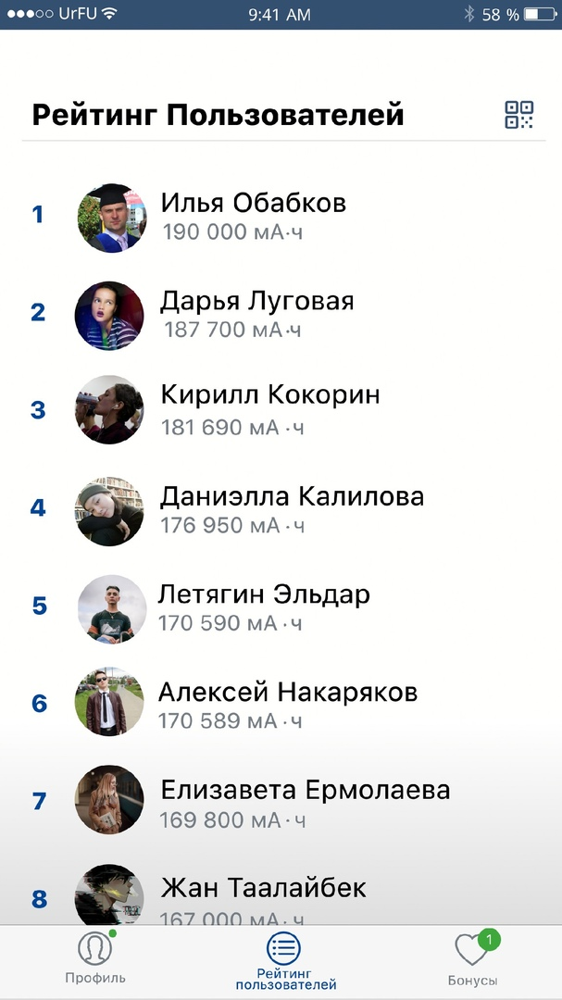 UrFU 9:41 AM 58 %
Рейтинг Пользователей
1 Илья Обабков
190 000 мА·ч
2 Дарья Луговая
187 700 мА·ч
3 Кирилл Кокорин
181 690 мА·ч
4 Даниэлла Калилова
176 950 мА·ч
5 Летягин Эльдар
170 590 мА·ч
6 Алексей Накаряков
170 589 мА·ч
7 Елизавета Ермолаева
169 800 мА·ч
8 Жан Таалайбек
167 000 мА·ч
1
Профиль Рейтинг пользователей Бонусы